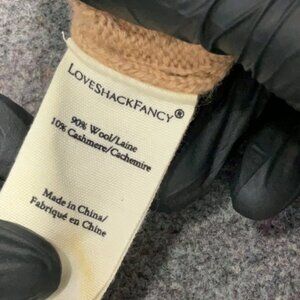 LoveShackFancy®
90% Wool/Laine
10% Cashmere/Cachemire
Made in China/
Fabriqué en Chine